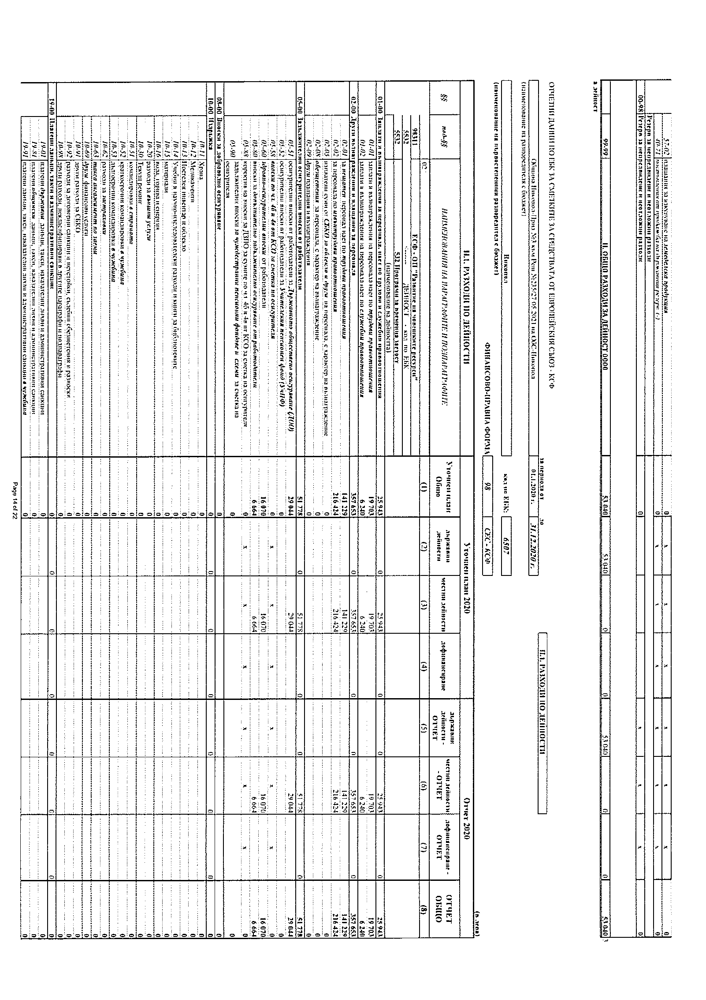 57-02 плащания за изкупуване на земеделска продукция 0 x x x x x x 0
40-71 постъпления от продажба на държавния резерв (-) 0 x x x x x x 0
Резерв за непредвидени и неотложни разходи
00-98 Резерв за непредвидени и неотложни разходи 0 x x x 0
99-99 II. ОБЩО РАЗХОДИ ЗА ДЕЙНОСТ 0000 53 040 53 040 0 0 53 040 0 0 53 040
а дейност
ОТЧЕТНИ ДАННИ ПО ЕБК ЗА СМЕТКИТЕ ЗА СРЕДСТВАТА ОТ ЕВРОПЕЙСКИЯ СЪЮЗ - КСФ
II.1. РАЗХОДИ ПО ДЕЙНОСТИ
за периода от до
Община Никопол-Прил №3 към Реш №235/27.05.2021 на ОбС-Никопол 01.1.2020 г. 31.12.2020 г.
(наименование на разпоредителя с бюджет)
Никопол код по ЕБК: 6507
(наименование на първостепенния разпоредител с бюджет)
ФИНАНСОВО-ПРАВНА ФОРМА 98 СЕС - КСФ
(в лева)
II.1. РАЗХОДИ ПО ДЕЙНОСТИ Уточнен план 2020 Отчет 2020
§§ под-§§ НАИМЕНОВАНИЯ НА ПАРАГРАФИТЕ И ПОДПАРАГРАФИТЕ Уточнен план Общо държавни дейности местни дейности дофинансиране държавни дейности - ОТЧЕТ местни дейности - ОТЧЕТ дофинансиране - ОТЧЕТ ОТЧЕТ ОБЩО
02 (1) (2) (3) (4) (5) (6) (7) (8)
98311 ЕСФ - ОП "Развитие на човешките ресурси"
5532 ДЕЙНОСТ - код по ЕБК
5532 532 Програми за временна заетост
(наименование на дейността)
01-00 Заплати и възнаграждения за персонала, нает по трудови и служебни правоотношения 25 943 0 25 943 0 0 25 943 0 25 943
01-01 заплати и възнаграждения на персонала нает по трудови правоотношения 19 703 19 703 19 703 19 703
01-02 заплати и възнаграждения на персонала нает по служебни правоотношения 6 240 6 240 6 240 6 240
02-00 Други възнаграждения и плащания за персонала 357 653 0 357 653 0 0 357 653 0 357 653
02-01 за нещатен персонал нает по трудови правоотношения 141 229 141 229 141 229 141 229
02-02 за персонала по извънтрудови правоотношения 216 424 216 424 216 424 216 424
02-05 изплатени суми от СБКО за облекло и други на персонала, с характер на възнаграждение 0 0
02-08 обезщетения за персонала, с характер на възнаграждение 0 0
02-09 други плащания и възнаграждения 0 0
05-00 Задължителни осигурителни вноски от работодатели 51 778 0 51 778 0 0 51 778 0 51 778
05-51 осигурителни вноски от работодатели за Държавното обществено осигуряване (ДОО) 29 044 29 044 29 044 29 044
05-52 осигурителни вноски от работодатели за Учителския пенсионен фонд (УчПФ) 0 0
05-58 вноски по чл. 4б и 4в от КСО за сметка на осигурителя 0 x x x x x x 0
05-60 здравно-осигурителни вноски от работодатели 16 070 16 070 16 070 16 070
05-80 вноски за допълнително задължително осигуряване от работодатели 6 664 6 664 6 664 6 664
05-88 корективна вноски за ДЗПО за сумите по чл. 4б и 4в от КСО за сметка на осигурителя 0 x x x x x x 0
05-90 задължителни вноски за чуждестранни пенсионни фондове и схеми за сметка на осигурителя 0 0
08-00 Вноски за доброволно осигуряване 0 0
10-00 Издръжка 0 0 0 0 0 0 0 0
10-11 Храна 0 0
10-12 Медикаменти 0 0
10-13 Постелен инвентар и облекло 0 0
10-14 Учебни и научно-изследователски разходи и книги за библиотеките 0 0
10-15 материали 0 0
10-16 вода, горива и енергия 0 0
10-20 разходи за външни услуги 0 0
10-30 Текущ ремонт 0 0
10-51 командировки в страната 0 0
10-52 краткосрочни командировки в чужбина 0 0
10-53 дългосрочни командировки в чужбина 0 0
10-62 разходи за застраховки 0 0
10-63 такса ангажимент по заеми 0 0
10-69 други финансови услуги 0 0
10-91 други разходи за СБКО 0 0
10-92 разходи за договорни санкции и неустойки, съдебни обезщетения и разноски 0 0
10-98 други разходи, некласифицирани в другите параграфи и подпараграфи 0 0
19-00 Платени данъци, такси и административни санкции 0 0 0 0 0 0 0 0
19-01 платени държавни данъци, такси, наказателни лихви и административни санкции 0 0
19-81 платени общински данъци, такси, наказателни лихви и административни санкции 0 0
19-91 платени данъци, такси, наказателни лихви и административни санкции в чужбина 0 0
Page 14 of 22